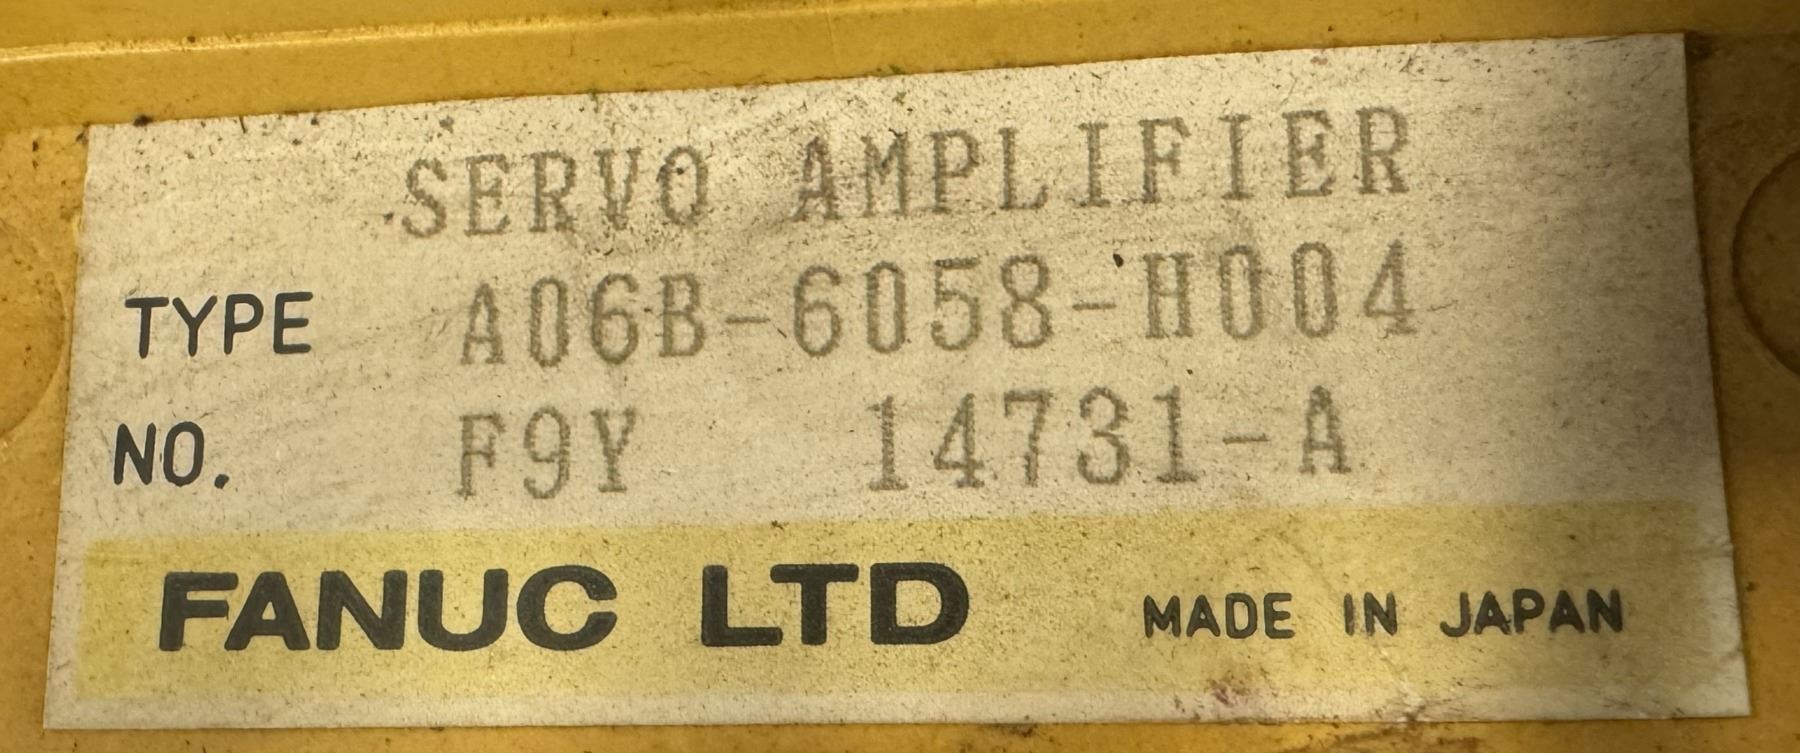 SERVO AMPLIFIER
TYPE A06B-6058-H004
NO. F9Y 14731-A
FANUC LTD MADE IN JAPAN